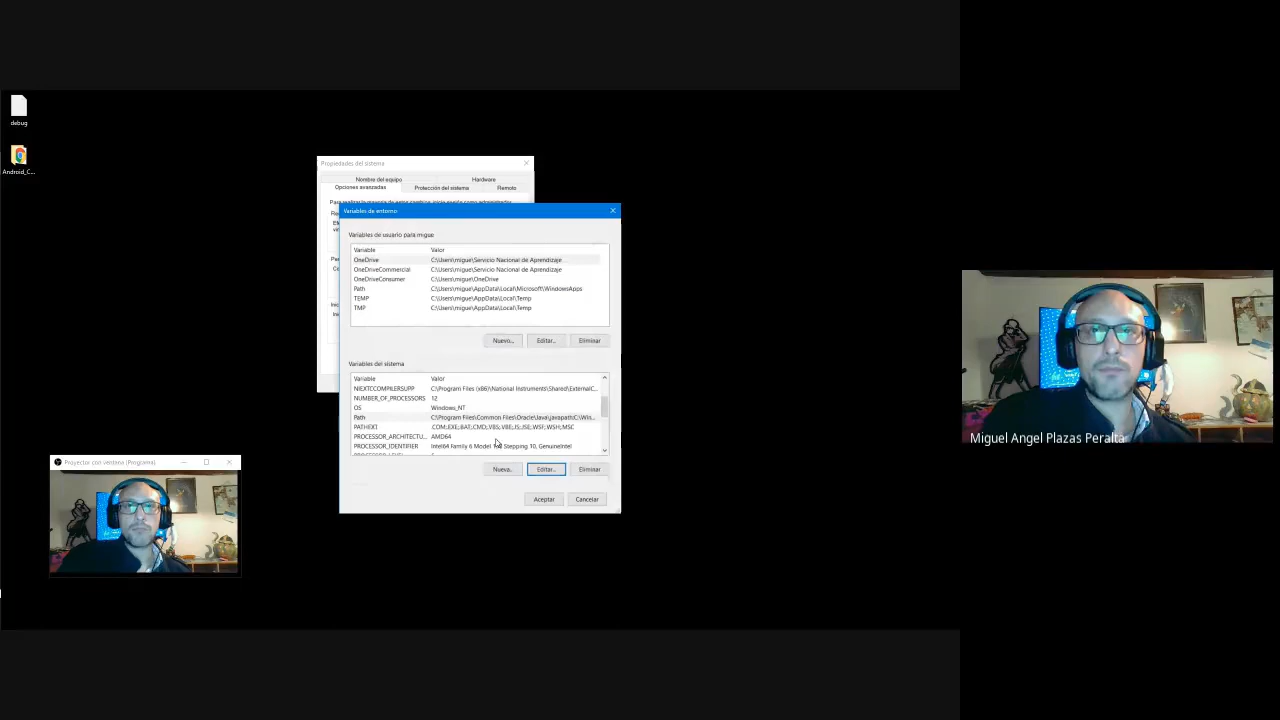 debug
Android_C...
Propiedades del sistema
Nombre del equipo
Hardware
Opciones avanzadas
Protección del sistema
Remoto
Variables de entorno
Variables de usuario para migue
Variable Valor
OneDrive C:\Users\migue\Servicio Nacional de Aprendizaje
OneDriveCommercial C:\Users\migue\Servicio Nacional de Aprendizaje
OneDriveConsumer C:\Users\migue\OneDrive
Path C:\Users\migue\AppData\Local\Microsoft\WindowsApps
TEMP C:\Users\migue\AppData\Local\Temp
TMP C:\Users\migue\AppData\Local\Temp
Nuevo... Editar... Eliminar
Variables del sistema
Variable Valor
NIEXTCCOMPILERSUPP C:\Program Files (x86)\National Instruments\Shared\ExternalC...
NUMBER_OF_PROCESSORS 12
OS Windows_NT
Path C:\Program Files\Common Files\Oracle\Java\javapath;C:\Win...
PATHEXT .COM;.EXE;.BAT;.CMD;.VBS;.VBE;.JS;.JSE;.WSF;.WSH;.MSC
PROCESSOR_ARCHITECTU... AMD64
PROCESSOR_IDENTIFIER Intel64 Family 6 Model Stepping 10, GenuineIntel
Nueva... Editar... Eliminar
Aceptar Cancelar
Proyector con ventana (Programa)
Miguel Angel Plazas Peralta